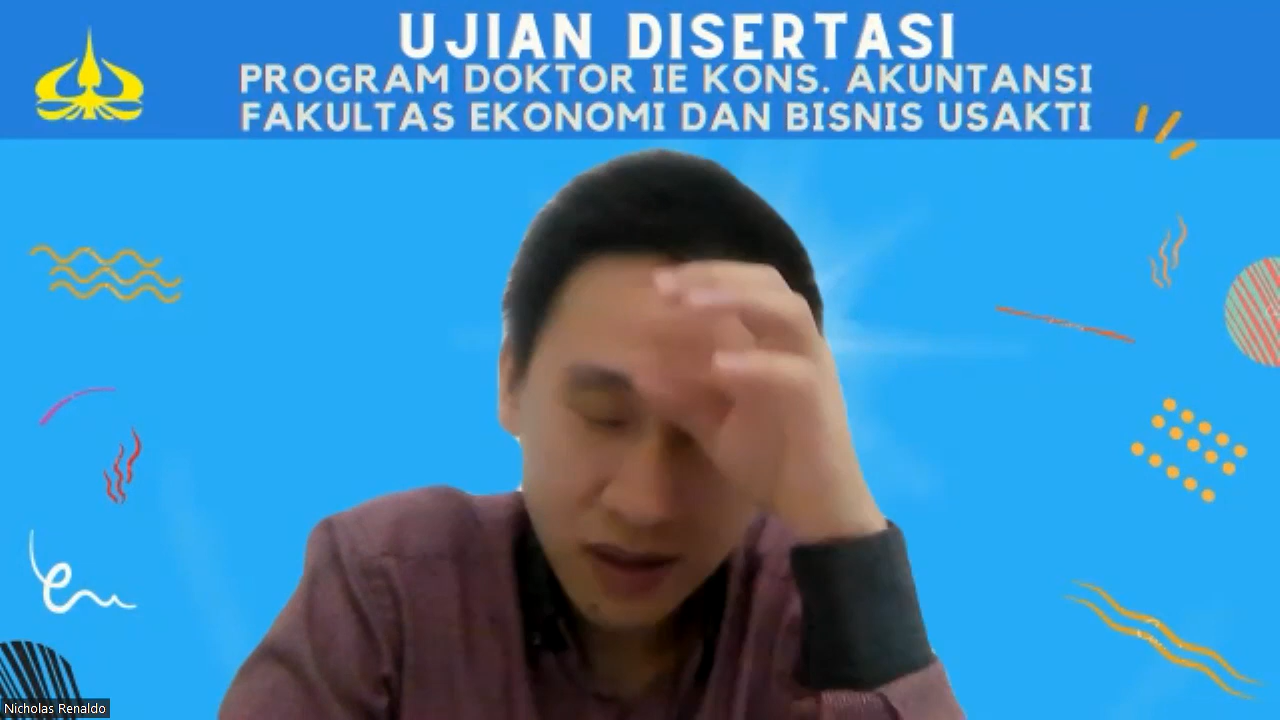 UJIAN DISERTASI
PROGRAM DOKTOR IE KONS. AKUNTANSI
FAKULTAS EKONOMI DAN BISNIS USAKTI
Nicholas Renaldo